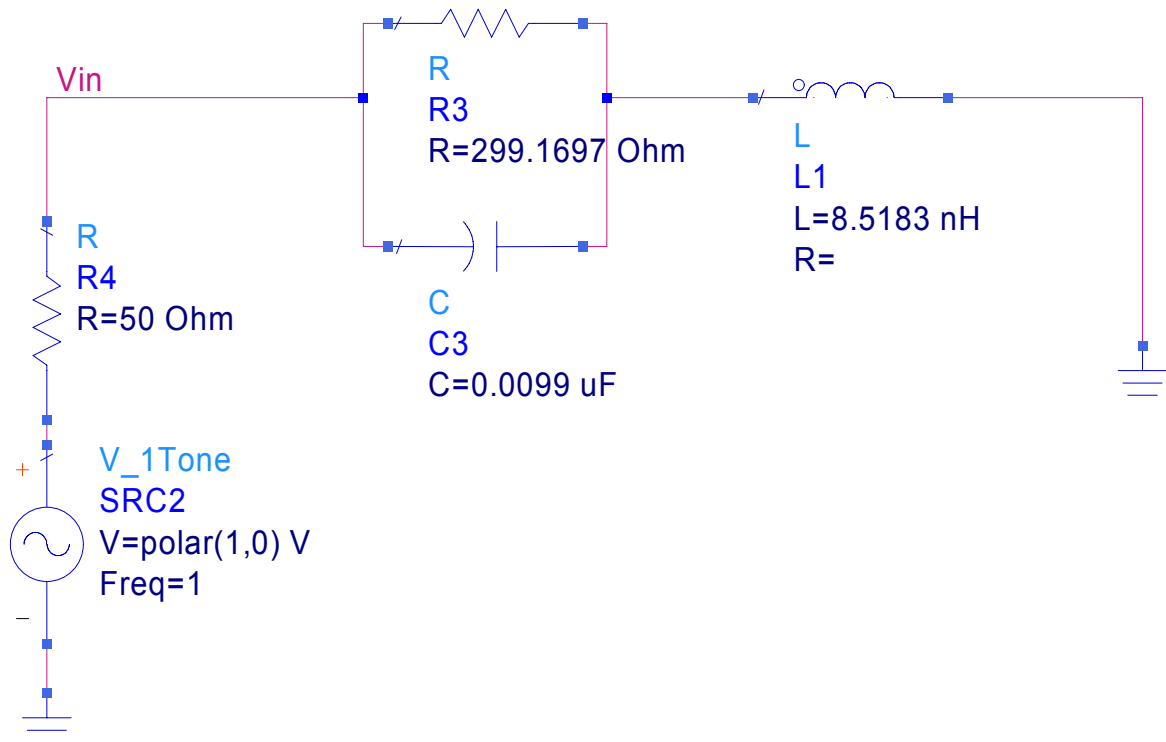 Vin
R
R3
R=299.1697 Ohm
L
L1
L=8.5183 nH
R=
R
R4
R=50 Ohm
C
C3
C=0.0099 uF
+
V_1Tone
SRC2
V=polar(1,0) V
Freq=1
−